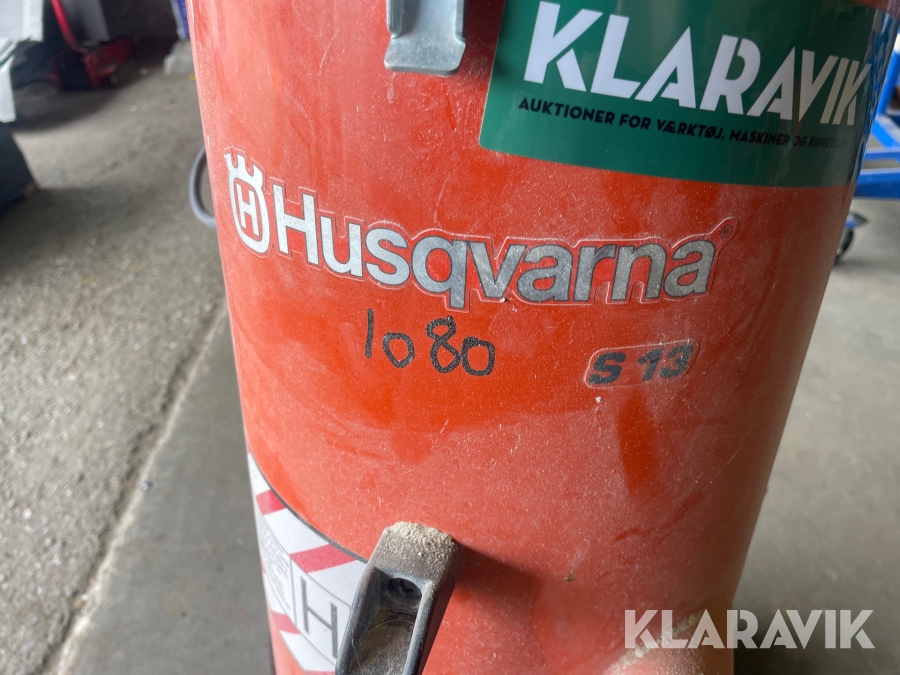 KLARAVIK
AUKTIONER FOR VÆRKTØJ, MASKINER OG
H Husqvarna®
1080
S 13
H
KLARAVIK